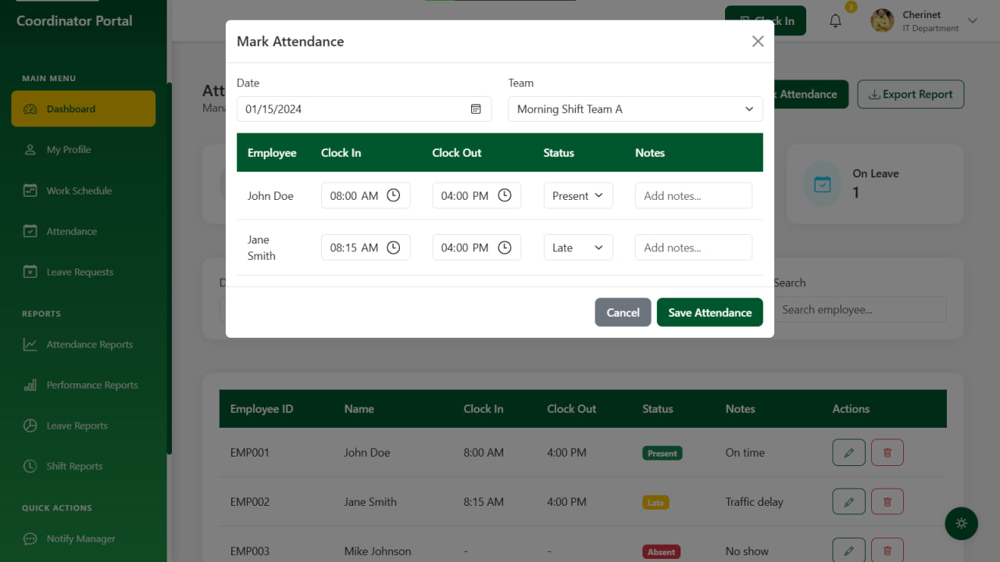 Coordinator Portal
MAIN MENU
Dashboard
My Profile
Work Schedule
Attendance
Leave Requests
REPORTS
Attendance Reports
Performance Reports
Leave Reports
Shift Reports
QUICK ACTIONS
Notify Manager
Clock In
3
Cherinet
IT Department
Attendance
Export Report
On Leave
1
Search
Search employee...
Mark Attendance
Date
Team
01/15/2024
Morning Shift Team A
Employee Clock In Clock Out Status Notes
John Doe 08:00 AM 04:00 PM Present Add notes...
Jane
Smith
08:15 AM 04:00 PM Late Add notes...
Cancel
Save Attendance
Employee ID Name Clock In Clock Out Status Notes Actions
EMP001 John Doe 8:00 AM 4:00 PM Present On time
EMP002 Jane Smith 8:15 AM 4:00 PM Late Traffic delay
EMP003 Mike Johnson - - Absent No show